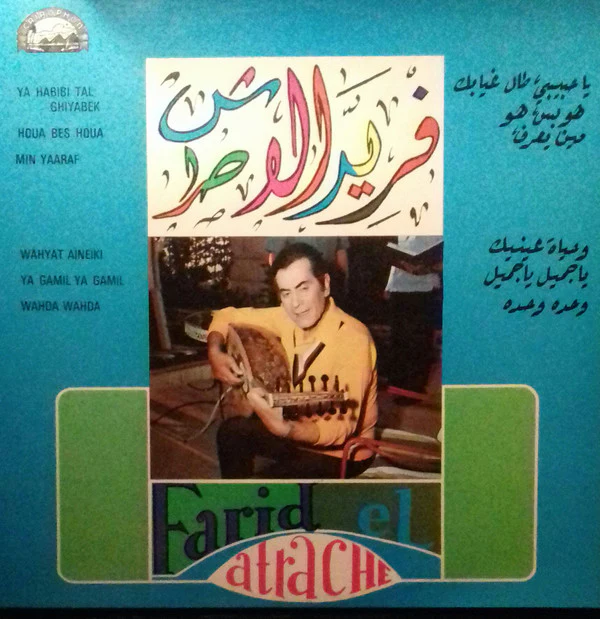 YA HABIBI TAL
GHIYABEK
HOUA BES HOUA
MIN YAARAF
WAHYAT AINEIKI
YA GAMIL YA GAMIL
WAHDA WAHDA
فريد الاطرش
يا حبيبي طال غيابك
هو بس هو
مين يعرف
وحياة عينيك
يا جميل يا جميل
وحده وحده
Farid el
atraCHE